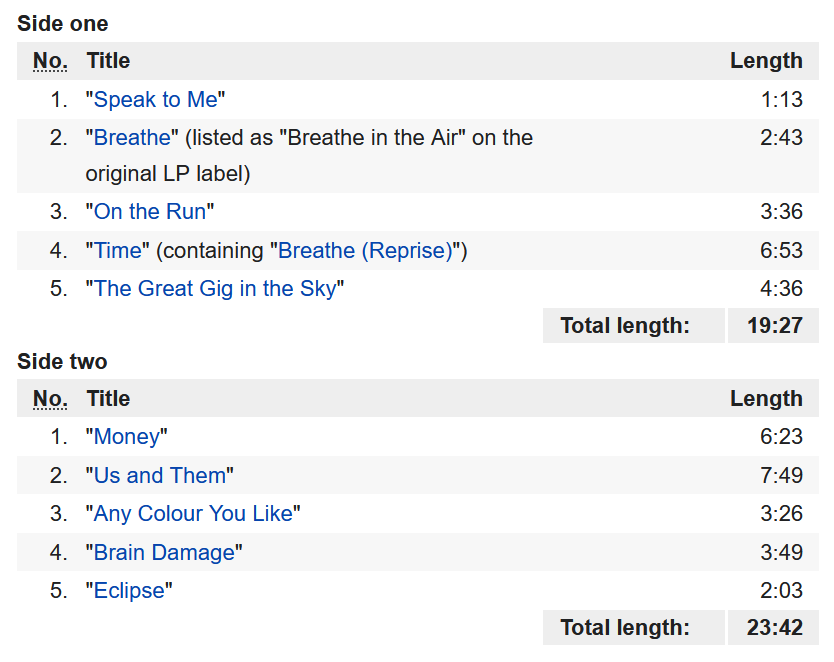 Side one
No. Title Length
1. "Speak to Me" 1:13
2. "Breathe" (listed as "Breathe in the Air" on the 2:43
original LP label)
3. "On the Run" 3:36
4. "Time" (containing "Breathe (Reprise)") 6:53
5. "The Great Gig in the Sky" 4:36
Total length: 19:27
Side two
No. Title Length
1. "Money" 6:23
2. "Us and Them" 7:49
3. "Any Colour You Like" 3:26
4. "Brain Damage" 3:49
5. "Eclipse" 2:03
Total length: 23:42